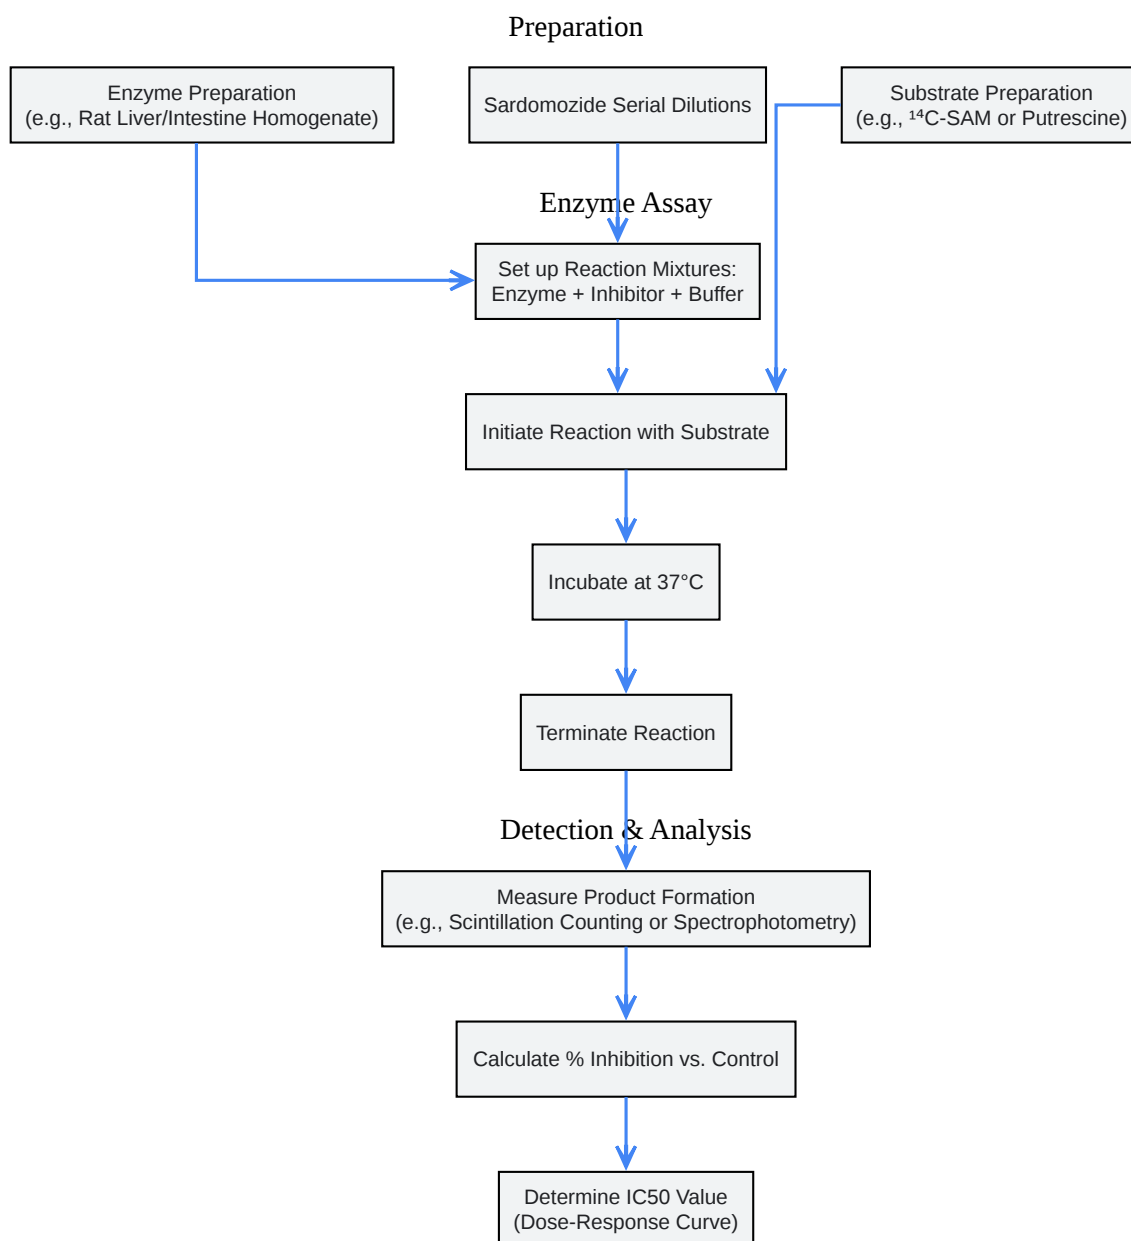 Preparation
Enzyme Preparation
(e.g., Rat Liver/Intestine Homogenate)
Sardomozide Serial Dilutions
Substrate Preparation
(e.g., ¹⁴C-SAM or Putrescine)
Enzyme Assay
Set up Reaction Mixtures:
Enzyme + Inhibitor + Buffer
Initiate Reaction with Substrate
Incubate at 37°C
Terminate Reaction
Detection & Analysis
Measure Product Formation
(e.g., Scintillation Counting or Spectrophotometry)
Calculate % Inhibition vs. Control
Determine IC50 Value
(Dose-Response Curve)